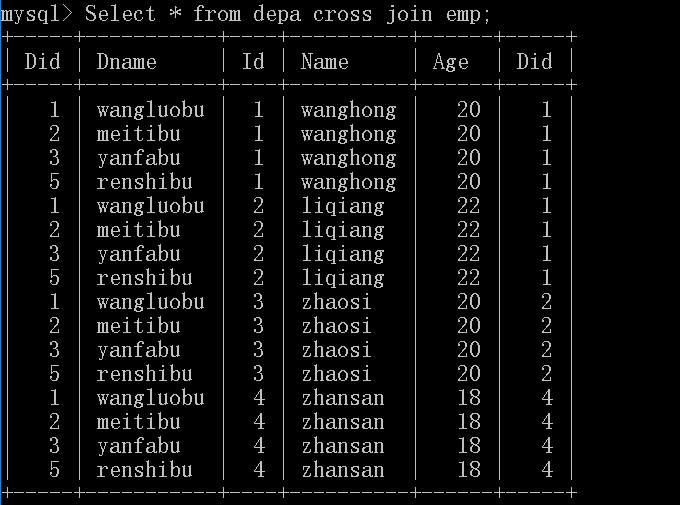 mysql> Select * from depa cross join emp;
+-----+-----------+----+----------+-----+-----+
| Did | Dname | Id | Name | Age | Did |
+-----+-----------+----+----------+-----+-----+
| 1 | wangluobu | 1 | wanghong | 20 | 1 |
| 2 | meitibu | 1 | wanghong | 20 | 1 |
| 3 | yanfabu | 1 | wanghong | 20 | 1 |
| 5 | renshibu | 1 | wanghong | 20 | 1 |
| 1 | wangluobu | 2 | liqiang | 22 | 1 |
| 2 | meitibu | 2 | liqiang | 22 | 1 |
| 3 | yanfabu | 2 | liqiang | 22 | 1 |
| 5 | renshibu | 2 | liqiang | 22 | 1 |
| 1 | wangluobu | 3 | zhaosi | 20 | 2 |
| 2 | meitibu | 3 | zhaosi | 20 | 2 |
| 3 | yanfabu | 3 | zhaosi | 20 | 2 |
| 5 | renshibu | 3 | zhaosi | 20 | 2 |
| 1 | wangluobu | 4 | zhansan | 18 | 4 |
| 2 | meitibu | 4 | zhansan | 18 | 4 |
| 3 | yanfabu | 4 | zhansan | 18 | 4 |
| 5 | renshibu | 4 | zhansan | 18 | 4 |
+-----+-----------+----+----------+-----+-----+